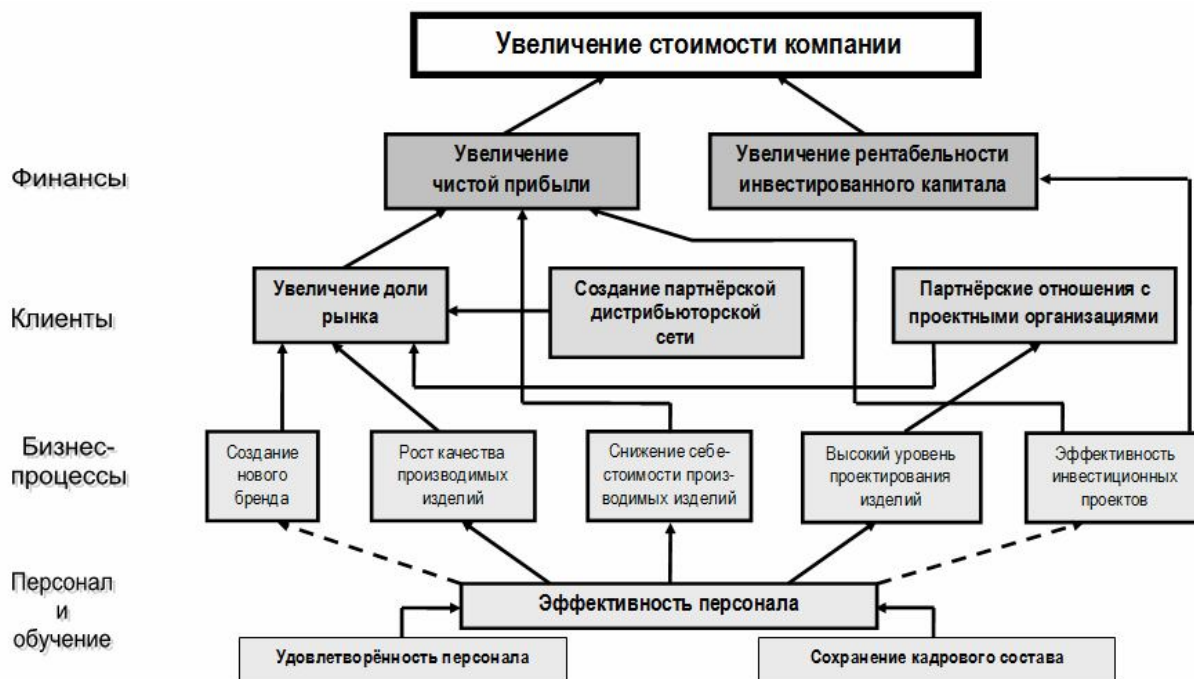 Увеличение стоимости компании
Финансы
Увеличение
чистой прибыли
Увеличение рентабельности
инвестированного капитала
Клиенты
Увеличение доли
рынка
Создание партнёрской
дистрибьюторской
сети
Партнёрские отношения с
проектными организациями
Бизнес-
процессы
Создание
нового
бренда
Рост качества
производимых
изделий
Снижение себе-
стоимости произ-
водимых изделий
Высокий уровень
проектирования
изделий
Эффективность
инвестиционных
проектов
Персонал
и
обучение
Эффективность персонала
Удовлетворённость персонала
Сохранение кадрового состава